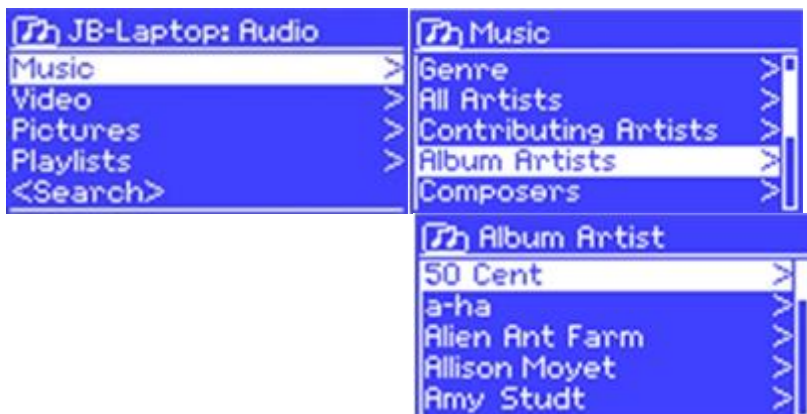 JB-Laptop: Audio
Music >
Video >
Pictures >
Playlists >
<Search>
Music
Genre >
All Artists >
Contributing Artists >
Album Artists >
Composers >
Album Artist
50 Cent >
a-ha >
Alien Ant Farm >
Allison Moyet >
Amy Studt >